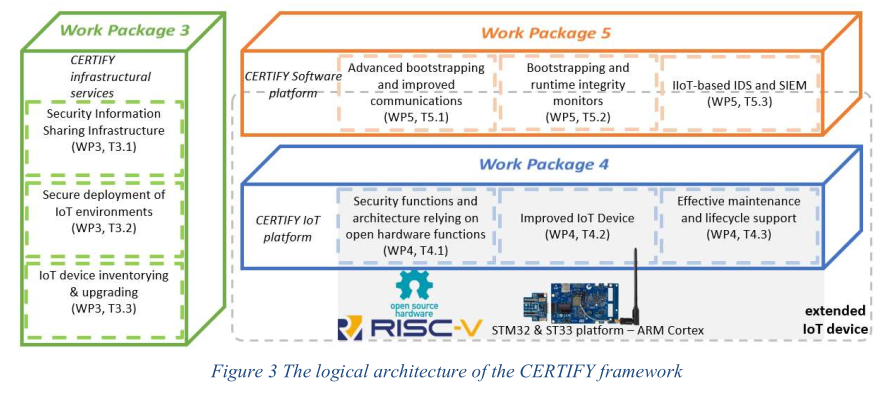 Work Package 3
CERTIFY
infrastructural
services
Security Information
Sharing Infrastructure
(WP3, T3.1)
Secure deployment of
IoT environments
(WP3, T3.2)
IoT device inventorying
& upgrading
(WP3, T3.3)
Work Package 5
CERTIFY Software
platform
Advanced bootstrapping
and improved
communications
(WP5, T5.1)
Bootstrapping and
runtime integrity
monitors
(WP5, T5.2)
IIoT-based IDS and SIEM
(WP5, T5.3)
Work Package 4
CERTIFY IoT
platform
Security functions and
architecture relying on
open hardware functions
(WP4, T4.1)
Improved IoT Device
(WP4, T4.2)
Effective maintenance
and lifecycle support
(WP4, T4.3)
open source
hardware
RISC-V
STM32 & ST33 platform – ARM Cortex
extended
IoT device
Figure 3 The logical architecture of the CERTIFY framework